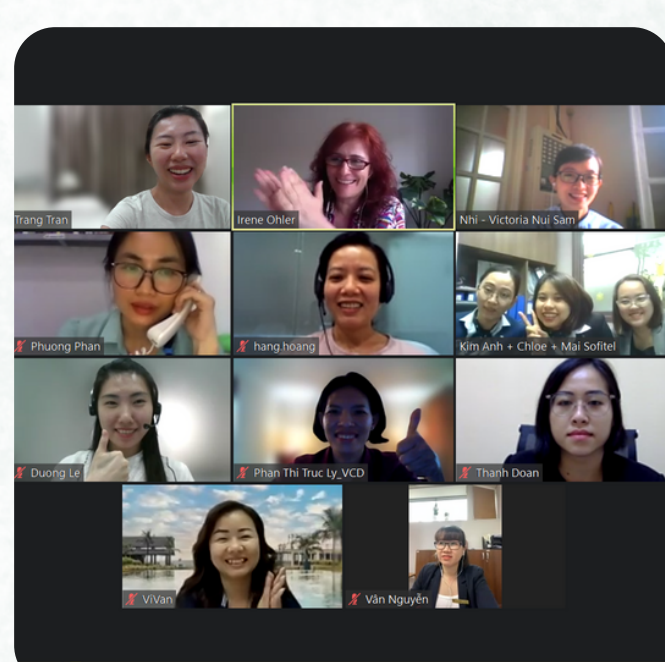 Trang Tran
Irene Ohler
Nhi - Victoria Nui Sam
Phuong Phan
hang.hoang
Kim Anh + Chloe + Mai Sofitel
Duong Le
Phan Thi Truc Ly_VCD
Thanh Doan
ViVan
Vân Nguyễn